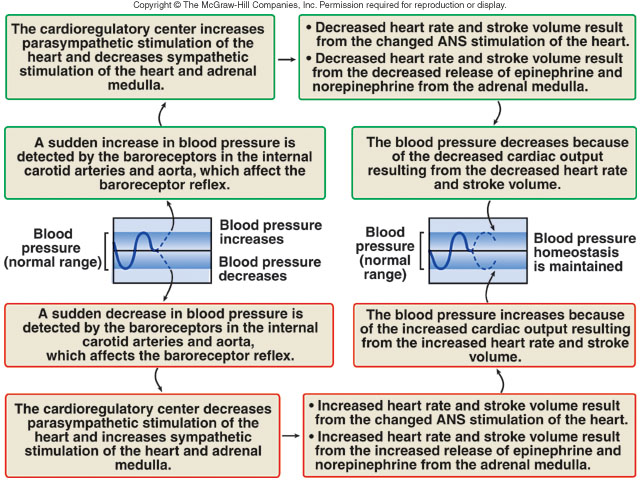 Copyright © The McGraw-Hill Companies, Inc. Permission required for reproduction or display.
The cardioregulatory center increases
parasympathetic stimulation of the
heart and decreases sympathetic
stimulation of the heart and adrenal
medulla.
• Decreased heart rate and stroke volume result
from the changed ANS stimulation of the heart.
• Decreased heart rate and stroke volume result
from the decreased release of epinephrine and
norepinephrine from the adrenal medulla.
A sudden increase in blood pressure is
detected by the baroreceptors in the internal
carotid arteries and aorta, which affect the
baroreceptor reflex.
The blood pressure decreases because
of the decreased cardiac output
resulting from the decreased heart rate
and stroke volume.
Blood
pressure
(normal range)
Blood pressure
increases
Blood pressure
decreases
Blood
pressure
(normal
range)
Blood pressure
homeostasis
is maintained
A sudden decrease in blood pressure is
detected by the baroreceptors in the internal
carotid arteries and aorta,
which affects the baroreceptor reflex.
The blood pressure increases because
of the increased cardiac output resulting
from the increased heart rate and stroke
volume.
The cardioregulatory center decreases
parasympathetic stimulation of the
heart and increases sympathetic
stimulation of the heart and adrenal
medulla.
• Increased heart rate and stroke volume result
from the changed ANS stimulation of the heart.
• Increased heart rate and stroke volume result
from the increased release of epinephrine and
norepinephrine from the adrenal medulla.